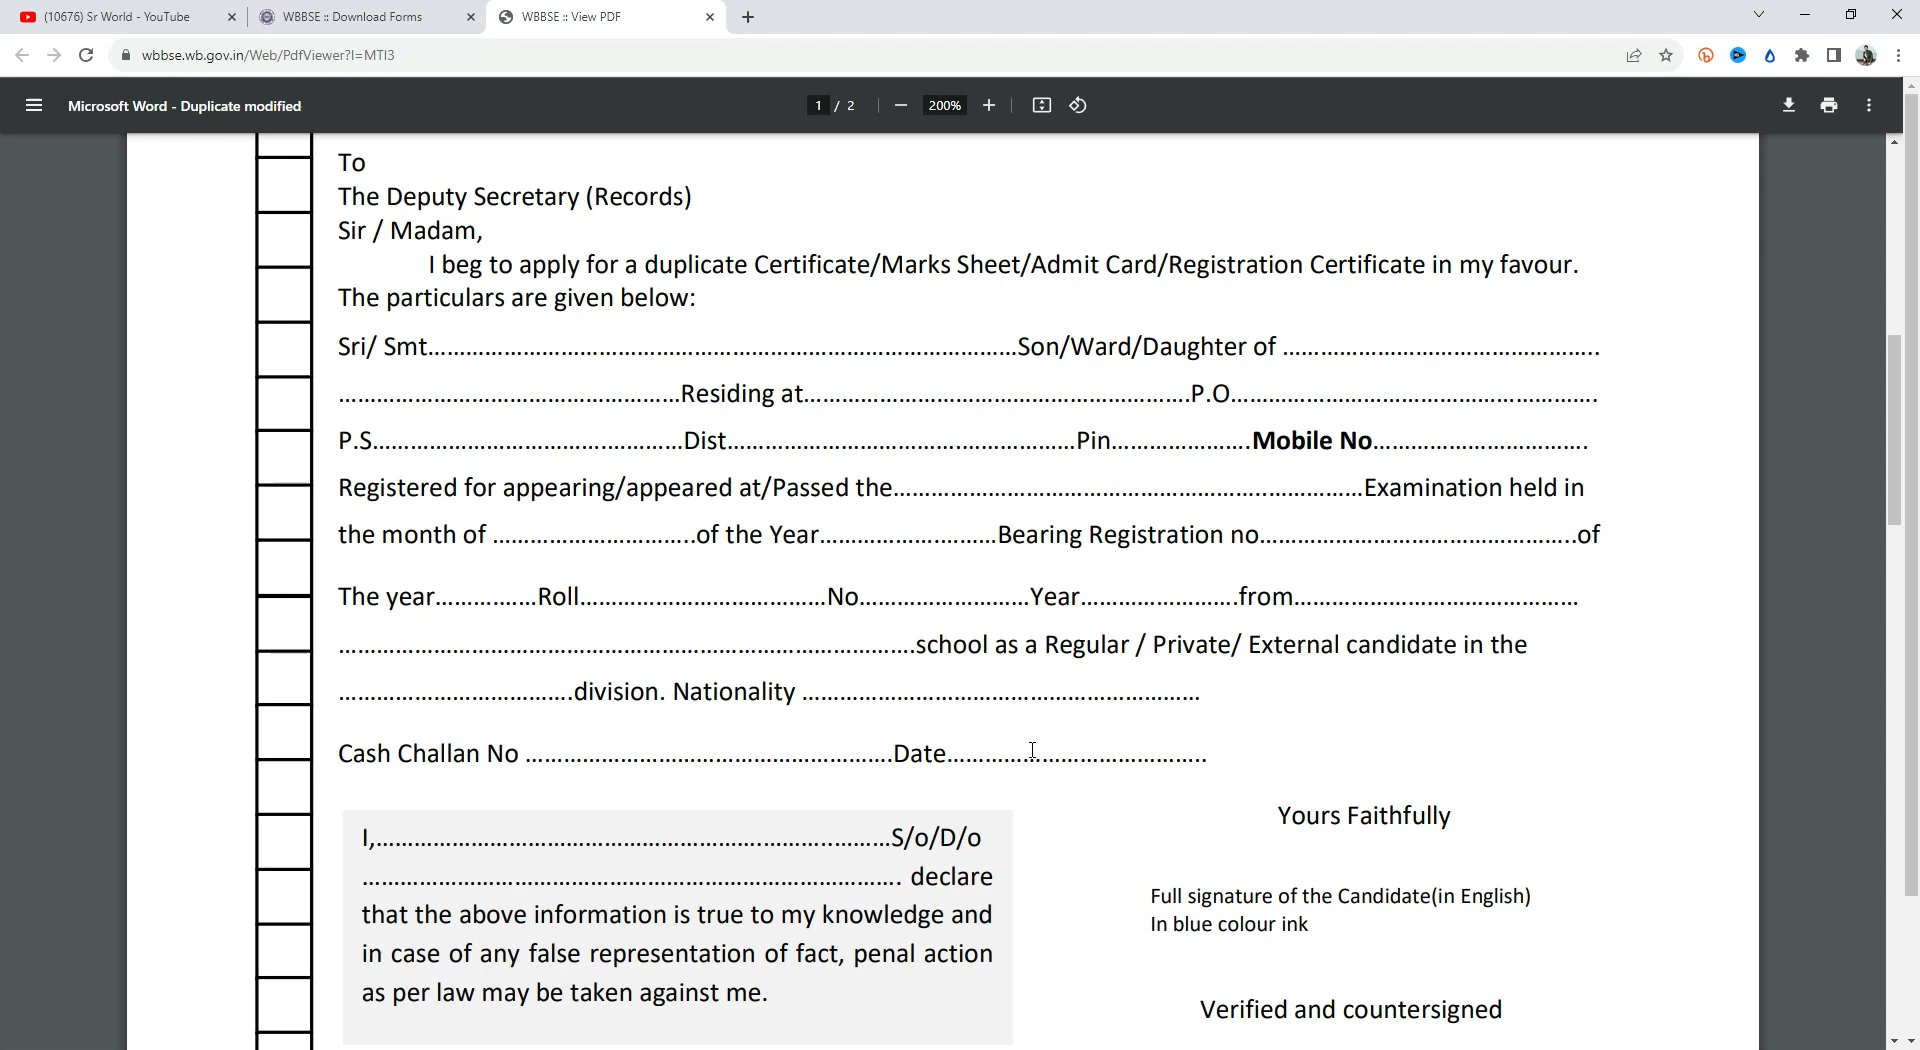 (10676) Sr World - YouTube
WBBSE :: Download Forms
WBBSE :: View PDF
wbbse.wb.gov.in/Web/PdfViewer?I=MTI3
Microsoft Word - Duplicate modified
1 / 2
200%
To
The Deputy Secretary (Records)
Sir / Madam,
I beg to apply for a duplicate Certificate/Marks Sheet/Admit Card/Registration Certificate in my favour.
The particulars are given below:
Sri/ Smt..........................................................................................Son/Ward/Daughter of ..................................................
.....................................................Residing at............................................................P.O.........................................................
P.S................................................Dist.....................................................Pin.....................Mobile No.................................
Registered for appearing/appeared at/Passed the.........................................................................Examination held in
the month of ...............................of the Year...........................Bearing Registration no.................................................of
The year...............Roll......................................No..........................Year........................from............................................
..........................................................................................school as a Regular / Private/ External candidate in the
....................................division. Nationality .............................................................
Cash Challan No .........................................................Date.........................................
I,................................................................................S/o/D/o
..................................................................................... declare
that the above information is true to my knowledge and
in case of any false representation of fact, penal action
as per law may be taken against me.
Yours Faithfully
Full signature of the Candidate(in English)
In blue colour ink
Verified and countersigned